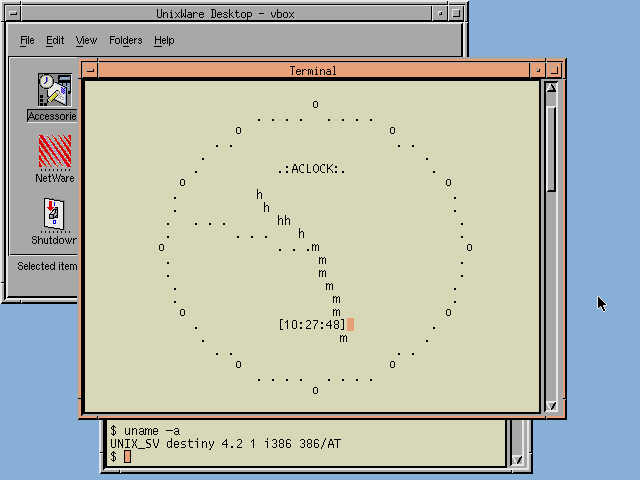 UnixWare Desktop - vbox
File Edit View Folders Help
Accessorie
NetWare
Shutdown
Selected item
Terminal
.:ACLOCK:.
h
h
hh
h
m
m
m
m
m
m
[10:27:48]
m
$ uname -a
UNIX_SV destiny 4.2 1 i386 386/AT
$